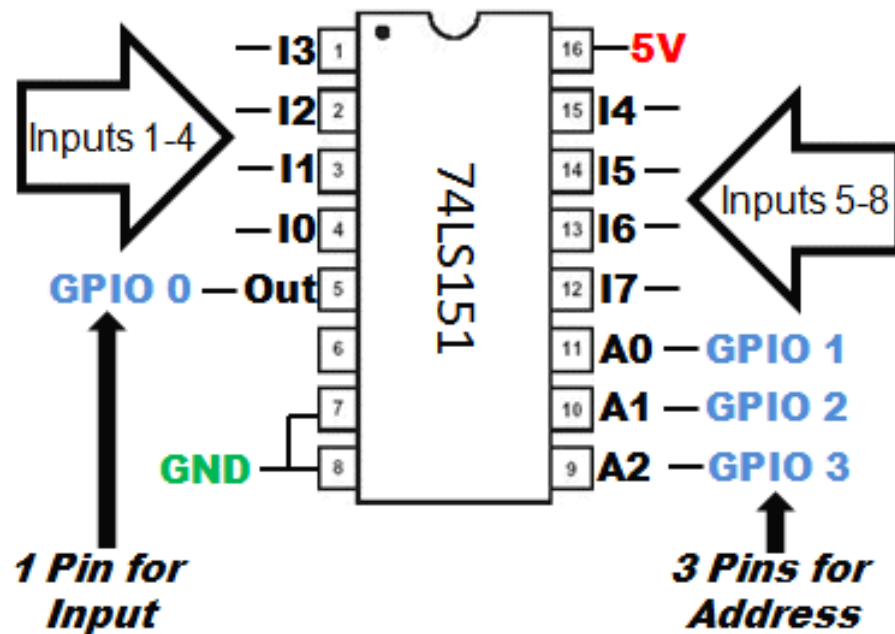 I3 1
I2 2
I1 3
I0 4
GPIO 0 Out 5
6
7
GND 8
Inputs 1-4
74LS151
16 5V
15 I4
14 I5
13 I6
12 I7
11 A0 GPIO 1
10 A1 GPIO 2
9 A2 GPIO 3
Inputs 5-8
1 Pin for
Input
3 Pins for
Address